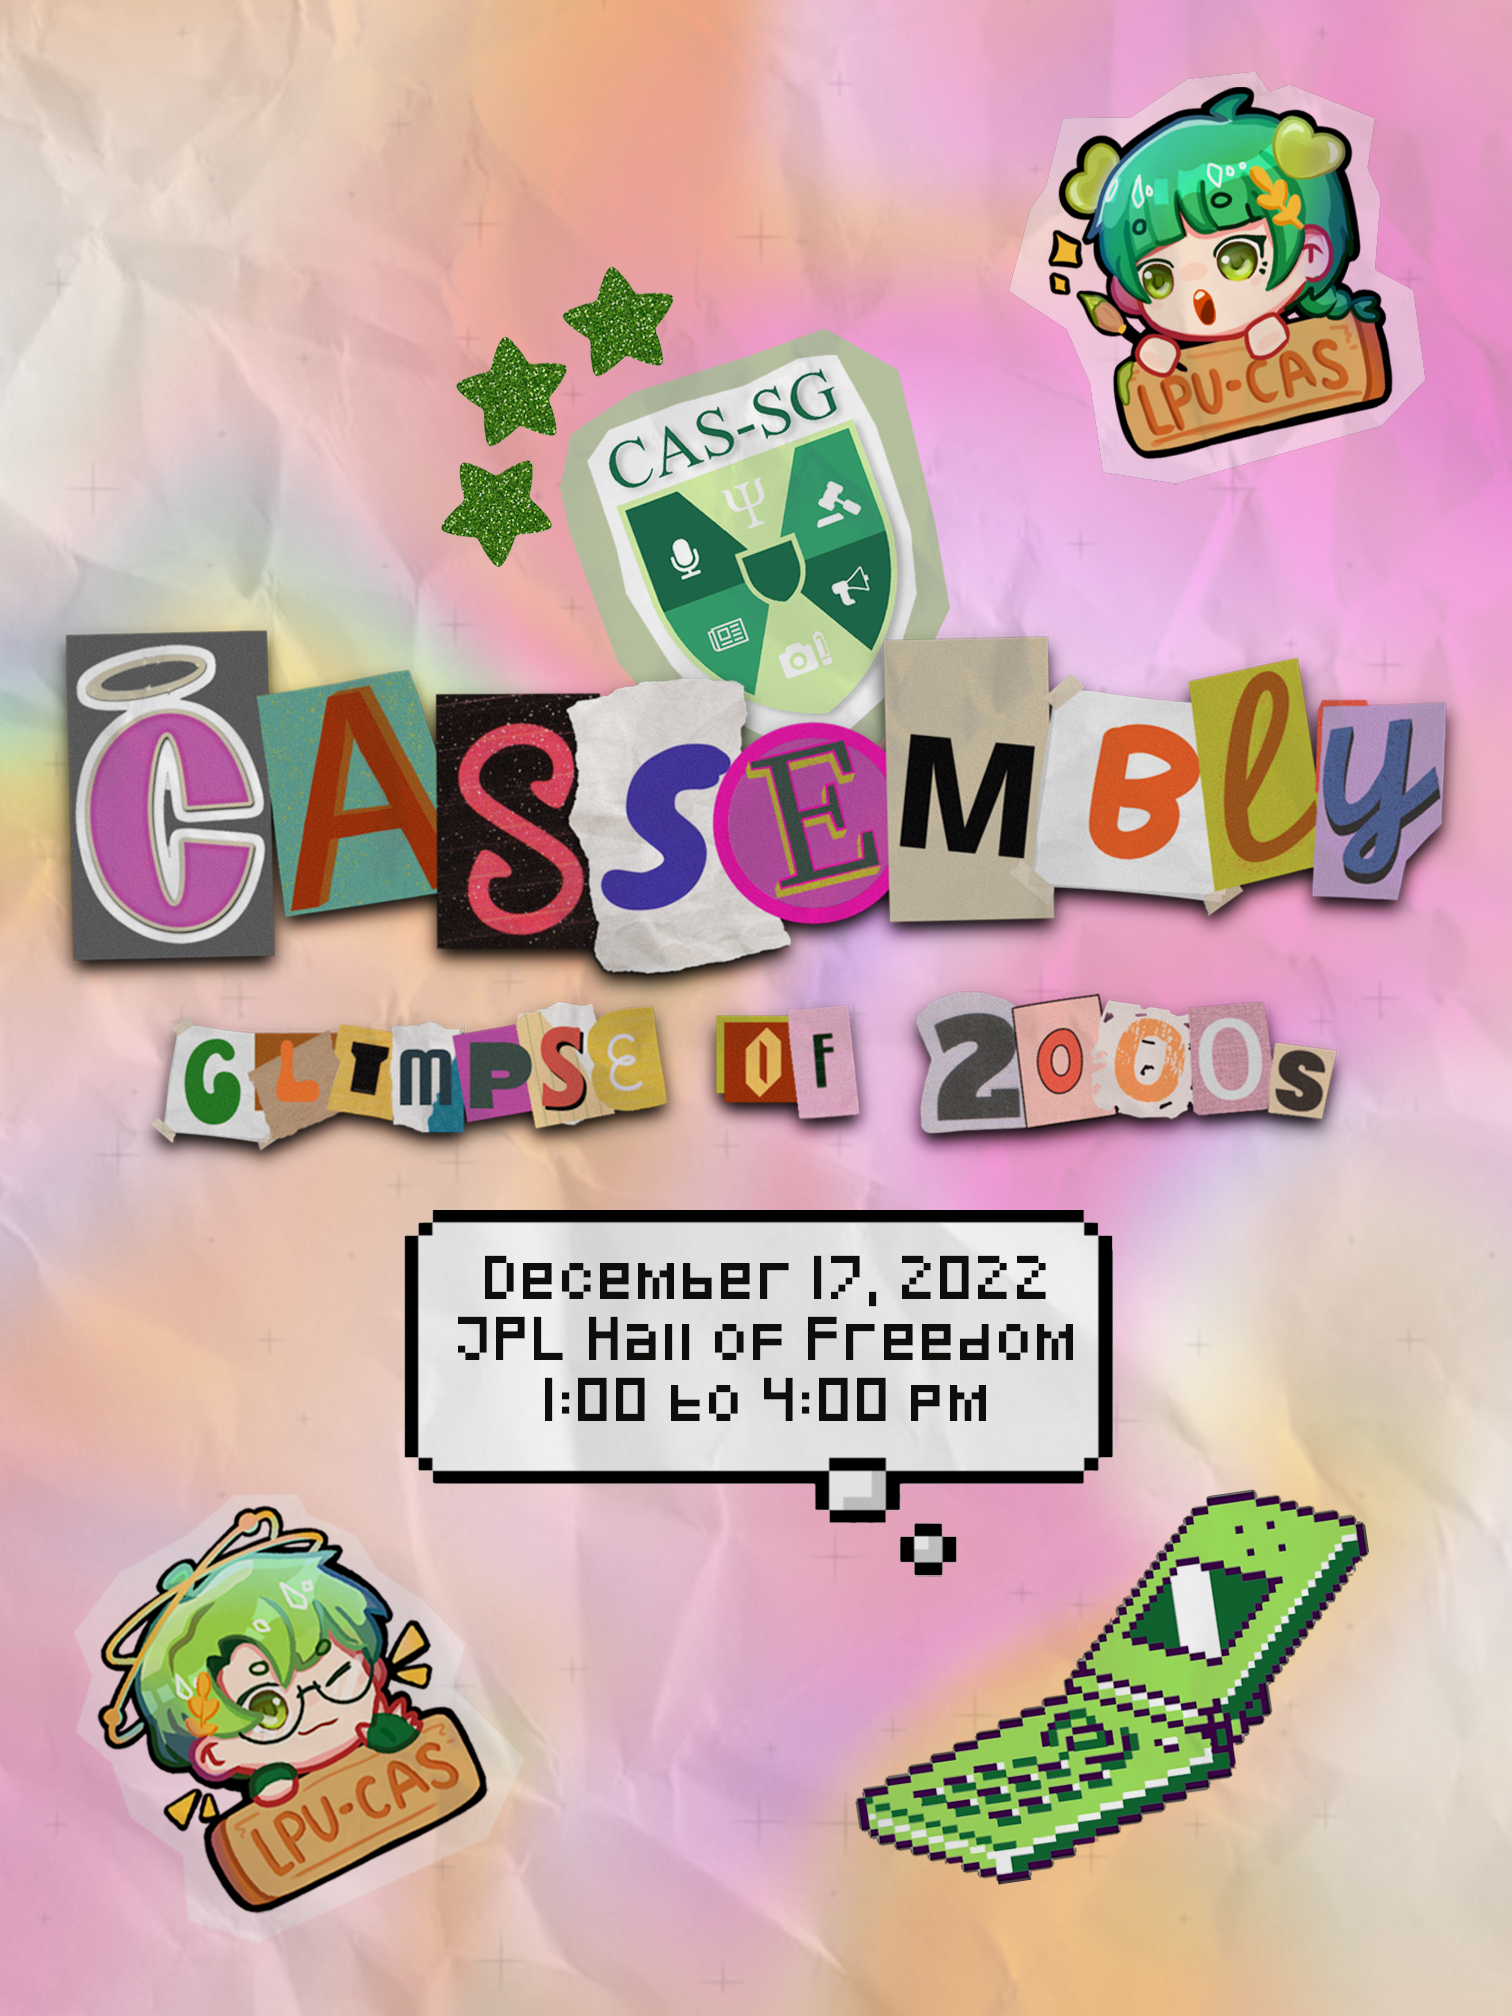 LPU-CAS
CAS-SG
CASSEMBly
GLIMPSE OF 2000s
December 17, 2022
JPL Hall of Freedom
1:00 to 4:00 PM
LPU-CAS